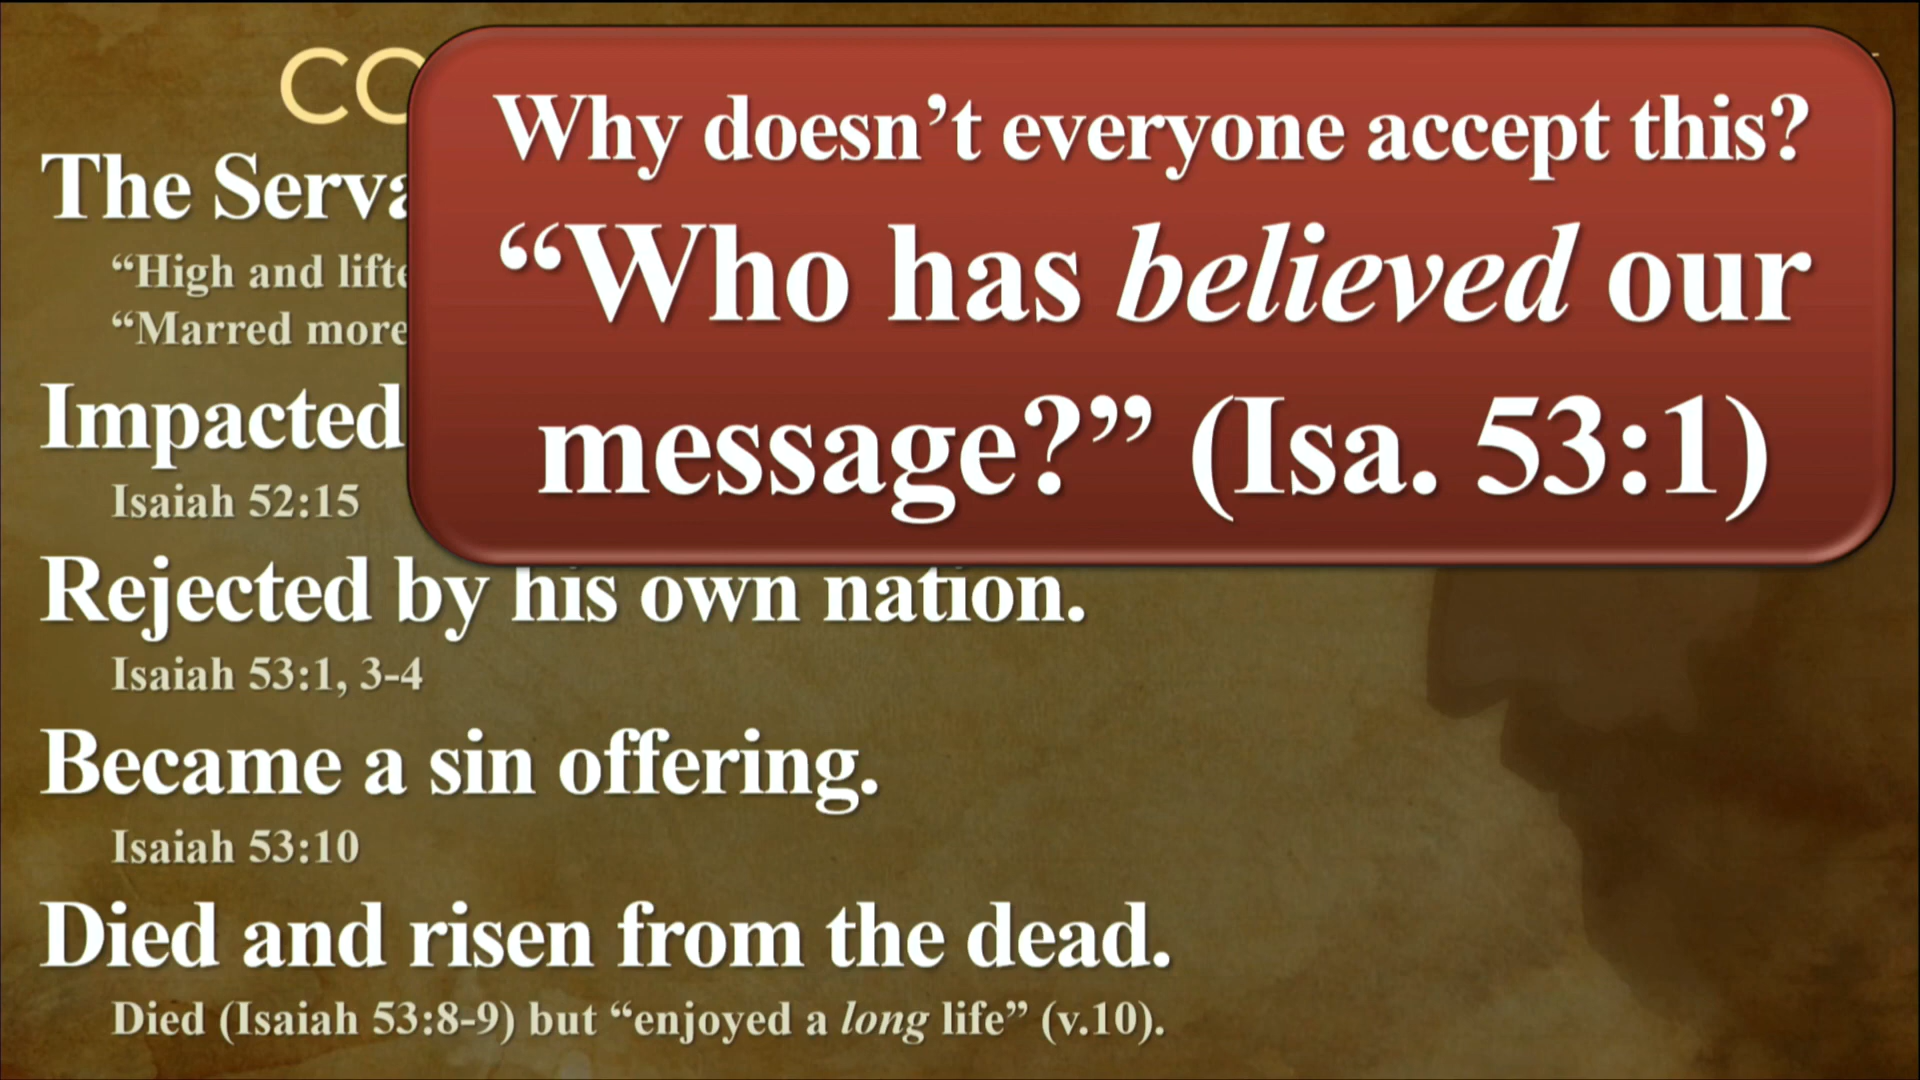 CO
Why doesn’t everyone accept this?
“Who has believed our
message?” (Isa. 53:1)
The Serva
“High and lifte
“Marred more
Impacted
Isaiah 52:15
Rejected by his own nation.
Isaiah 53:1, 3-4
Became a sin offering.
Isaiah 53:10
Died and risen from the dead.
Died (Isaiah 53:8-9) but “enjoyed a long life” (v.10).